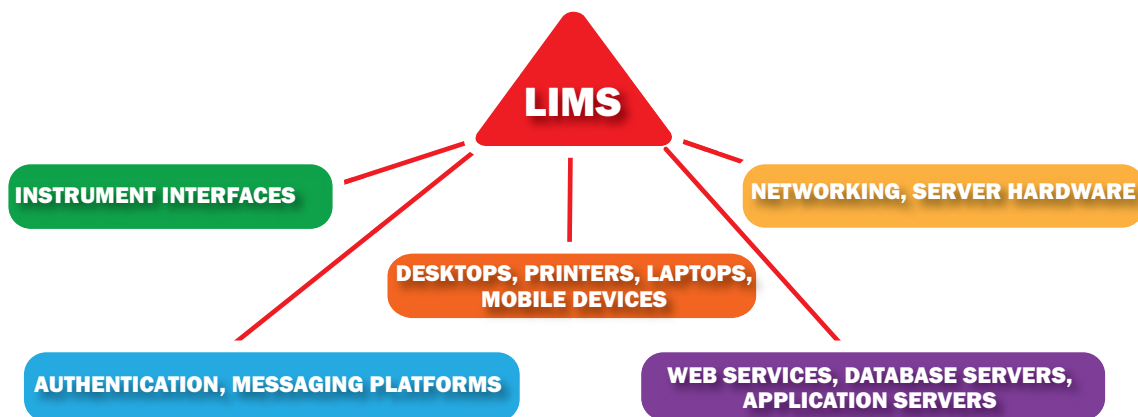 LIMS
INSTRUMENT INTERFACES
NETWORKING, SERVER HARDWARE
DESKTOPS, PRINTERS, LAPTOPS,
MOBILE DEVICES
AUTHENTICATION, MESSAGING PLATFORMS
WEB SERVICES, DATABASE SERVERS,
APPLICATION SERVERS